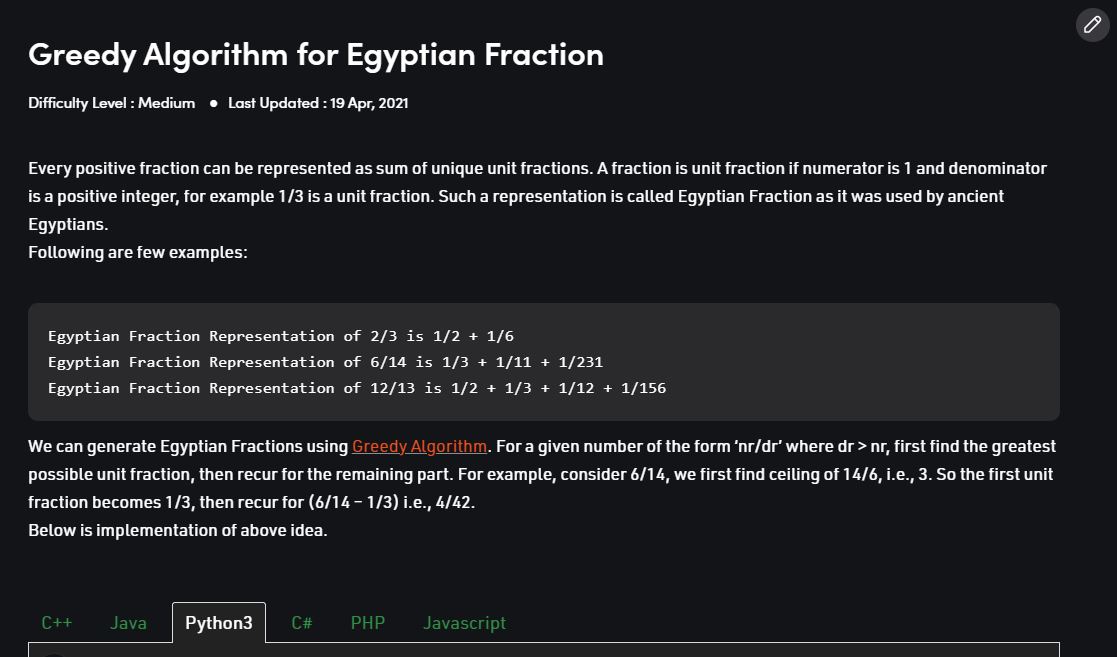 Greedy Algorithm for Egyptian Fraction
Difficulty Level : Medium ● Last Updated : 19 Apr, 2021
Every positive fraction can be represented as sum of unique unit fractions. A fraction is unit fraction if numerator is 1 and denominator
is a positive integer, for example 1/3 is a unit fraction. Such a representation is called Egyptian Fraction as it was used by ancient
Egyptians.
Following are few examples:
Egyptian Fraction Representation of 2/3 is 1/2 + 1/6
Egyptian Fraction Representation of 6/14 is 1/3 + 1/11 + 1/231
Egyptian Fraction Representation of 12/13 is 1/2 + 1/3 + 1/12 + 1/156
We can generate Egyptian Fractions using Greedy Algorithm. For a given number of the form ‘nr/dr’ where dr > nr, first find the greatest
possible unit fraction, then recur for the remaining part. For example, consider 6/14, we first find ceiling of 14/6, i.e., 3. So the first unit
fraction becomes 1/3, then recur for (6/14 – 1/3) i.e., 4/42.
Below is implementation of above idea.
C++ Java Python3 C# PHP Javascript